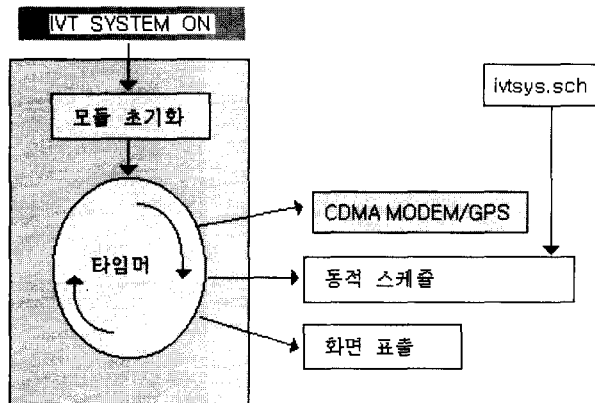 IVT SYSTEM ON
모듈 초기화
ivtsys.sch
타임머
CDMA MODEM/GPS
동적 스케쥴
화면 표출